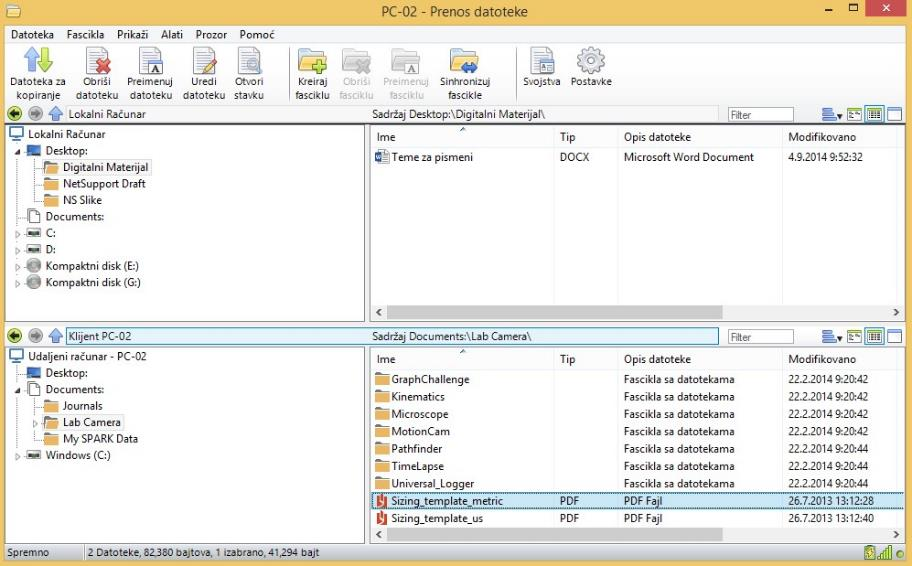 PC-02 - Prenos datoteke
Datoteka Fascikla Prikaži Alati Prozor Pomoć
Datoteka za kopiranje Obriši datoteku Preimenuj datoteku Uredi datoteku Otvori stavku Kreiraj fasciklu Obriši fasciklu Preimenuj fasciklu Sinhronizuj fascikle Svojstva Postavke
Lokalni Računar Sadržaj Desktop:\Digitalni Materijal\ Filter
Lokalni Računar
Desktop:
Digitalni Materijal
NetSupport Draft
NS Slike
Documents:
C:
D:
Kompaktni disk (E:)
Kompaktni disk (G:)
Ime Tip Opis datoteke Modifikovano
Teme za pismeni DOCX Microsoft Word Document 4.9.2014 9:52:32
Klijent PC-02 Sadržaj Documents:\Lab Camera\ Filter
Udaljeni računar - PC-02
Desktop:
Documents:
Journals
Lab Camera
My SPARK Data
Windows (C:)
Ime Tip Opis datoteke Modifikovano
GraphChallenge Fascikla sa datotekama 22.2.2014 9:20:42
Kinematics Fascikla sa datotekama 22.2.2014 9:20:42
Microscope Fascikla sa datotekama 22.2.2014 9:20:42
MotionCam Fascikla sa datotekama 22.2.2014 9:20:42
Pathfinder Fascikla sa datotekama 22.2.2014 9:20:44
TimeLapse Fascikla sa datotekama 22.2.2014 9:20:44
Universal_Logger Fascikla sa datotekama 22.2.2014 9:20:44
Sizing_template_metric PDF PDF Fajl 26.7.2013 13:12:28
Sizing_template_us PDF PDF Fajl 26.7.2013 13:12:40
Spremno 2 Datoteke, 82,380 bajtova, 1 izabrano, 41,294 bajt